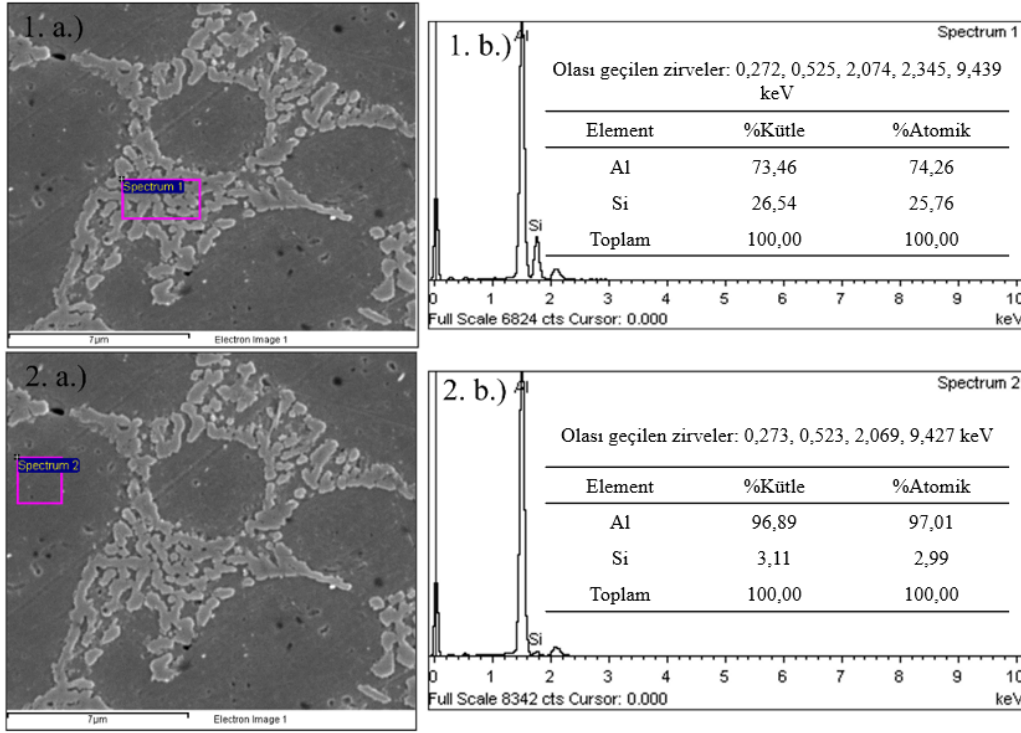 1. a.)
Spectrum 1
7µm
Electron Image 1
1. b.)
Al
Spectrum 1
Olası geçilen zirveler: 0,272, 0,525, 2,074, 2,345, 9,439
keV
Element %Kütle %Atomik
Al 73,46 74,26
Si 26,54 25,76
Toplam 100,00 100,00
Si
0 1 2 3 4 5 6 7 8 9 10
Full Scale 6824 cts Cursor: 0.000 keV
2. a.)
Spectrum 2
7µm
Electron Image 1
2. b.)
Al
Spectrum 2
Olası geçilen zirveler: 0,273, 0,523, 2,069, 9,427 keV
Element %Kütle %Atomik
Al 96,89 97,01
Si 3,11 2,99
Toplam 100,00 100,00
Si
0 1 2 3 4 5 6 7 8 9 10
Full Scale 8342 cts Cursor: 0.000 keV